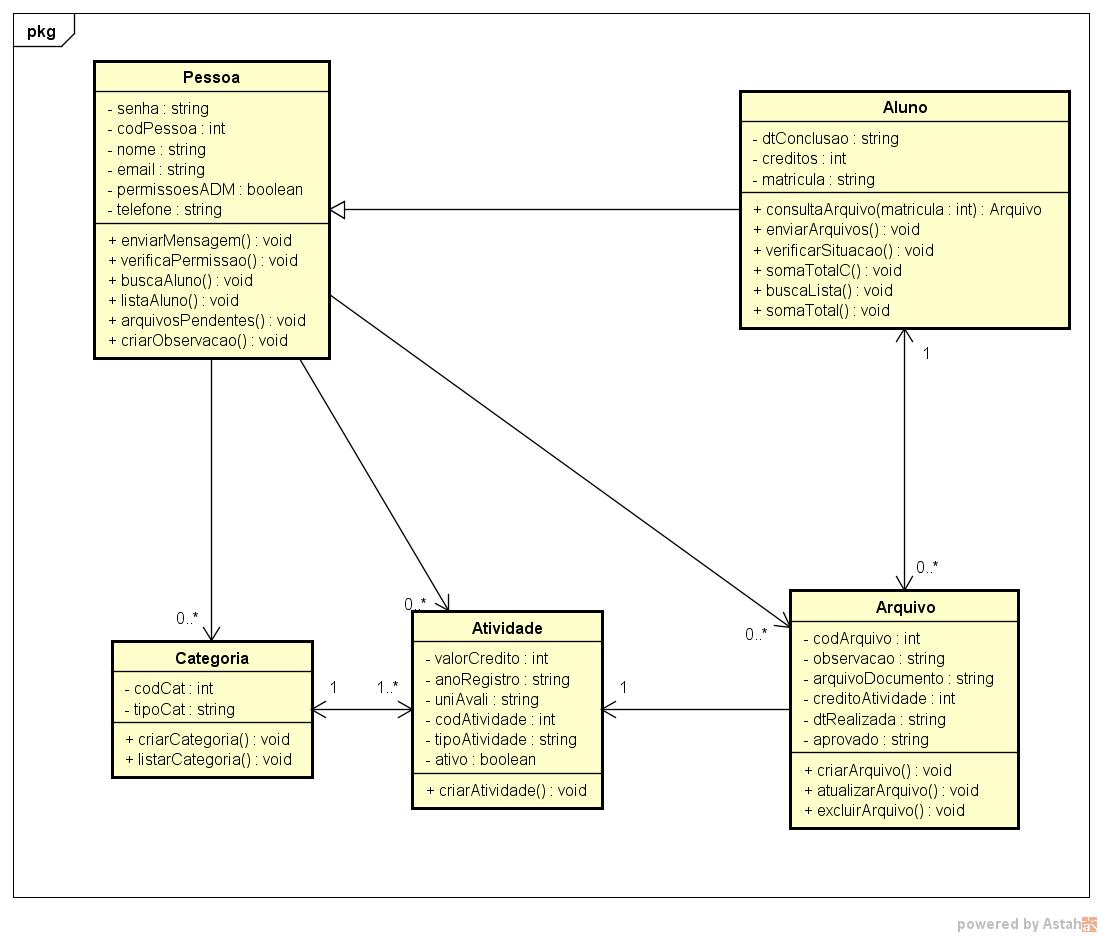 pkg
Pessoa
- senha : string
- codPessoa : int
- nome : string
- email : string
- permissoesADM : boolean
- telefone : string
+ enviarMensagem() : void
+ verificaPermissao() : void
+ buscaAluno() : void
+ listaAluno() : void
+ arquivosPendentes() : void
+ criarObservacao() : void
Aluno
- dtConclusao : string
- creditos : int
- matricula : string
+ consultaArquivo(matricula : int) : Arquivo
+ enviarArquivos() : void
+ verificarSituacao() : void
+ somaTotalC() : void
+ buscaLista() : void
+ somaTotal() : void
1
0..*
0..*
0..*
0..*
Categoria
- codCat : int
- tipoCat : string
+ criarCategoria() : void
+ listarCategoria() : void
1
1..*
Atividade
- valorCredito : int
- anoRegistro : string
- uniAvali : string
- codAtividade : int
- tipoAtividade : string
- ativo : boolean
+ criarAtividade() : void
1
Arquivo
- codArquivo : int
- observacao : string
- arquivoDocumento : string
- creditoAtividade : int
- dtRealizada : string
- aprovado : string
+ criarArquivo() : void
+ atualizarArquivo() : void
+ excluirArquivo() : void
powered by Astah